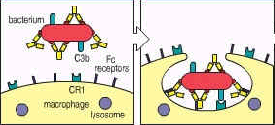 bacterium
C3b
Fc
receptors
CR1
macrophage
lysosome